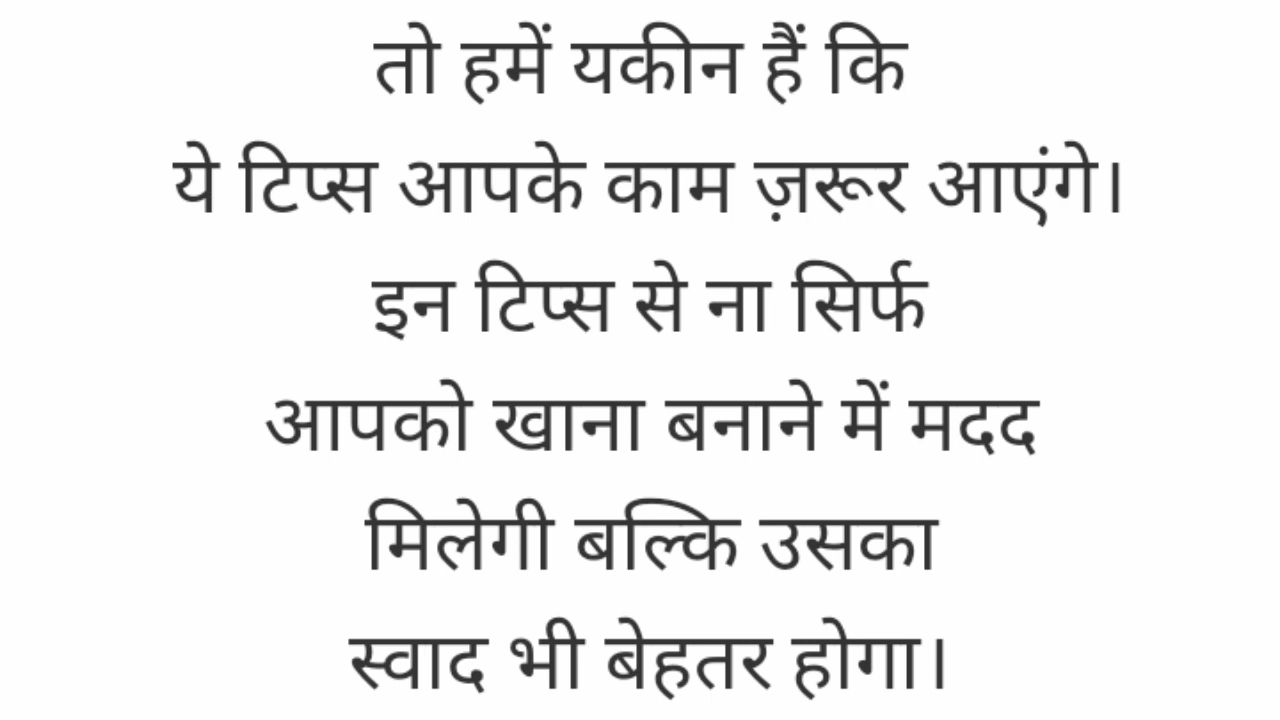 तो हमें यकीन हैं कि
ये टिप्स आपके काम ज़रूर आएंगे।
इन टिप्स से ना सिर्फ
आपको खाना बनाने में मदद
मिलेगी बल्कि उसका
स्वाद भी बेहतर होगा।